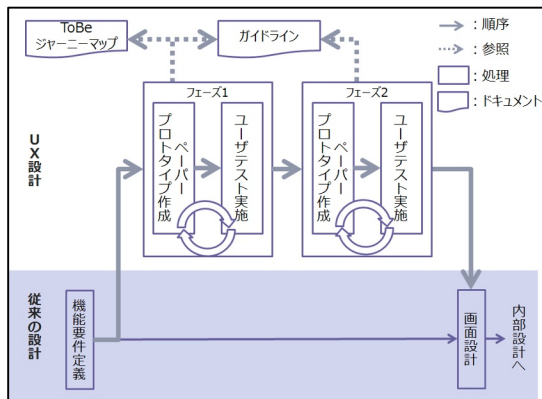 ToBe
ジャーニーマップ
ガイドライン
：順序
：参照
：処理
：ドキュメント
UX設計
フェーズ1
ペーパー
プロトタイプ作成
ユーザテスト実施
フェーズ2
ペーパー
プロトタイプ作成
ユーザテスト実施
従来の設計
機能要件定義
画面設計
内部設計へ